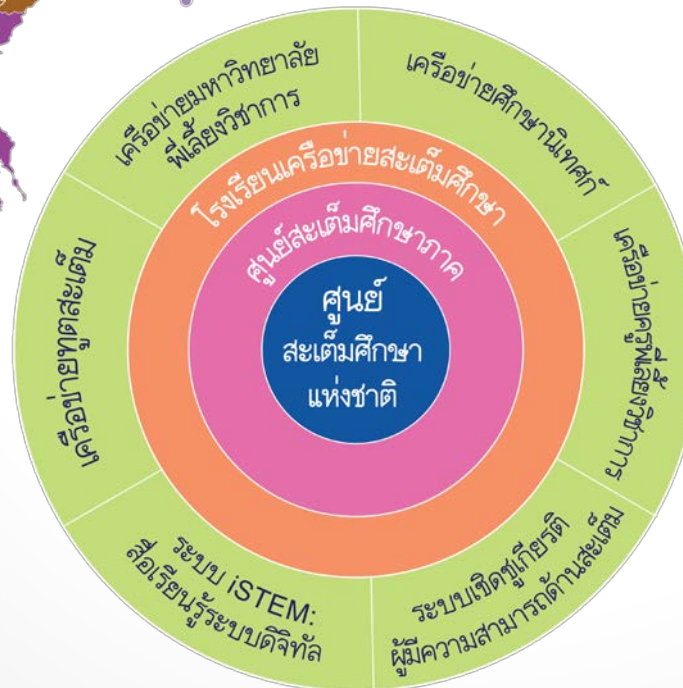 เครือข่ายมหาวิทยาลัย
พี่เลี้ยงวิชาการ
เครือข่ายศึกษานิเทศก์
เครือข่ายครูพี่เลี้ยงวิชาการ
ระบบเชิดชูเกียรติ
ผู้มีความสามารถด้านสะเต็ม
ระบบ iSTEM:
สื่อเรียนรู้ระบบดิจิทัล
เครือข่ายทูตสะเต็ม
โรงเรียนเครือข่ายสะเต็มศึกษา
ศูนย์สะเต็มศึกษาภาค
ศูนย์
สะเต็มศึกษา
แห่งชาติ